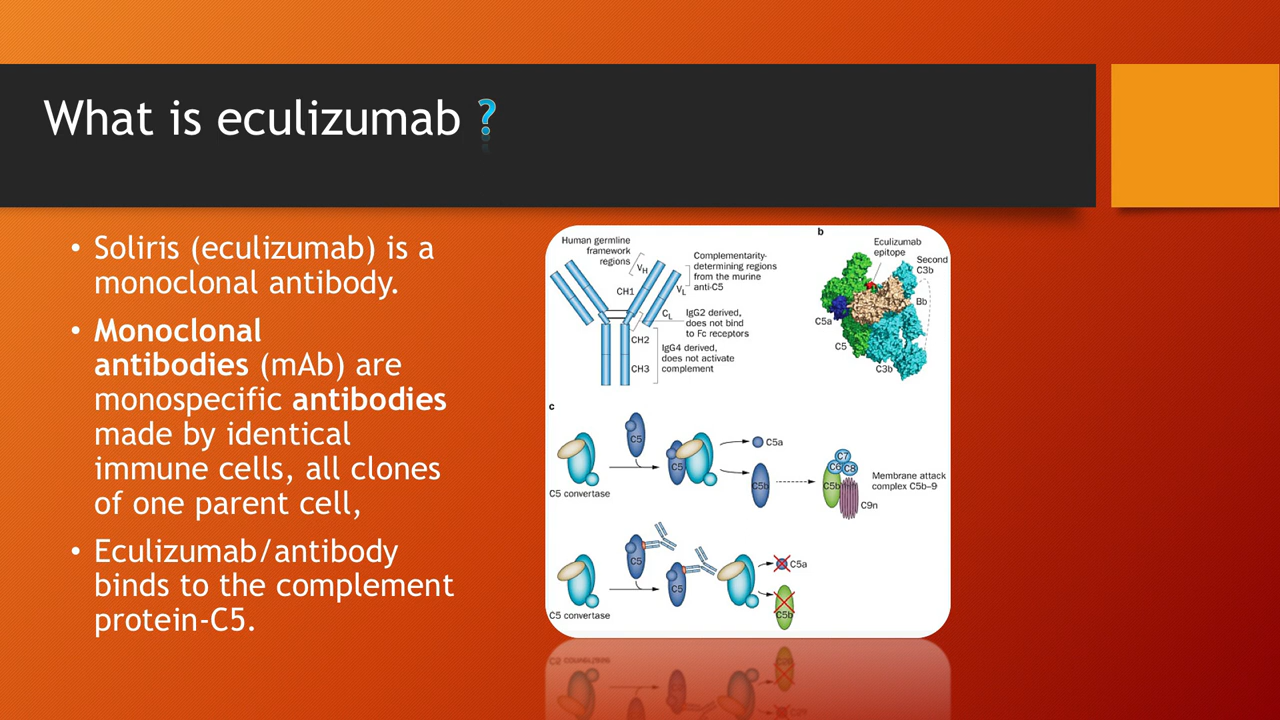 What is eculizumab ?
• Soliris (eculizumab) is a
monoclonal antibody.
• Monoclonal
antibodies (mAb) are
monospecific antibodies
made by identical
immune cells, all clones
of one parent cell,
• Eculizumab/antibody
binds to the complement
protein-C5.
Human germline
framework
regions
VH
CH1
VL
CL
CH2
CH3
Complementarity-
determining regions
from the murine
anti-C5
IgG2 derived,
does not bind
to Fc receptors
IgG4 derived,
does not activate
complement
b
Eculizumab
epitope
Second
C3b
Bb
C5a
C5
C3b
c
C5 convertase
C5
C5
C5a
C5b
C5b
C6
C7
C8
C9n
Membrane attack
complex C5b–9
C5 convertase
C5
C5
C5a
C5b